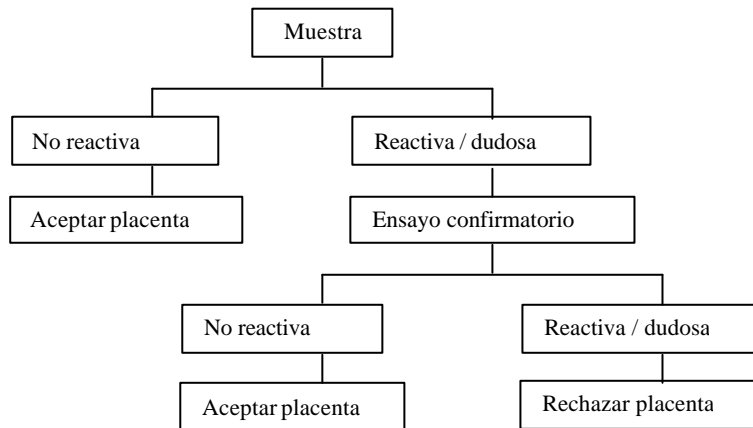 Muestra
No reactiva
Reactiva / dudosa
Aceptar placenta
Ensayo confirmatorio
No reactiva
Reactiva / dudosa
Aceptar placenta
Rechazar placenta